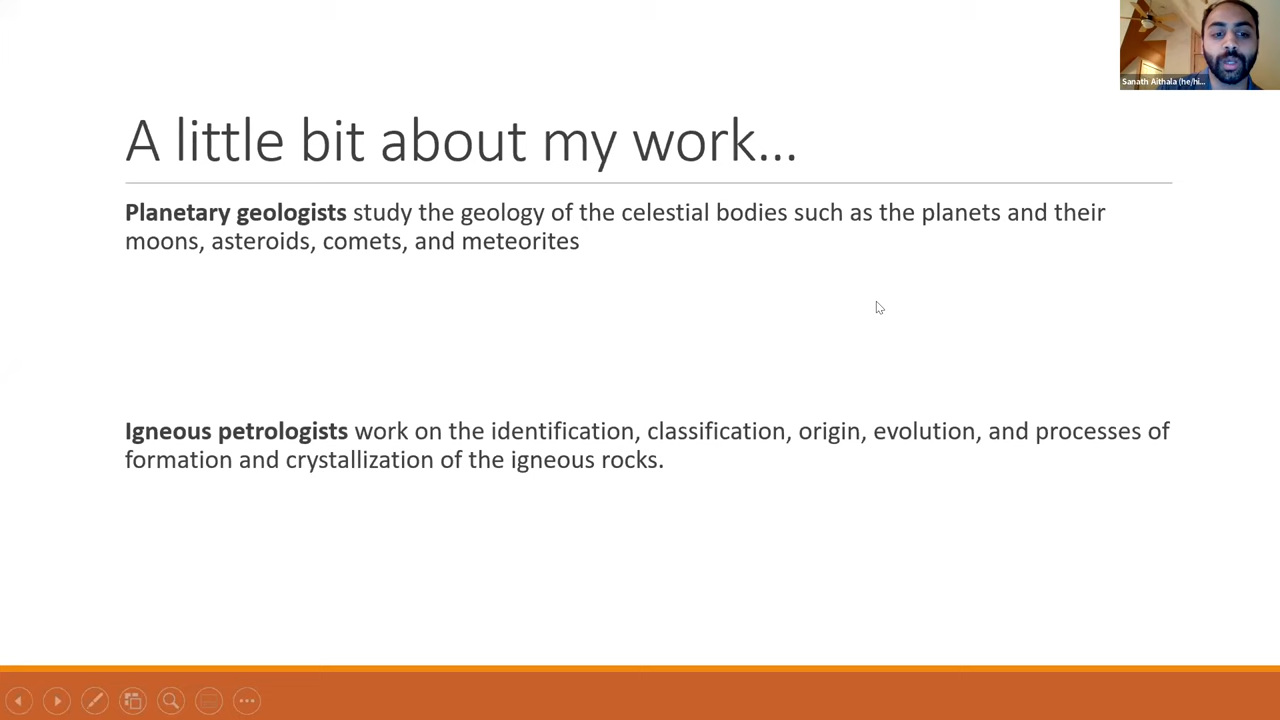 Sanath Aithala (he/hi...
A little bit about my work...
Planetary geologists study the geology of the celestial bodies such as the planets and their
moons, asteroids, comets, and meteorites
Igneous petrologists work on the identification, classification, origin, evolution, and processes of
formation and crystallization of the igneous rocks.